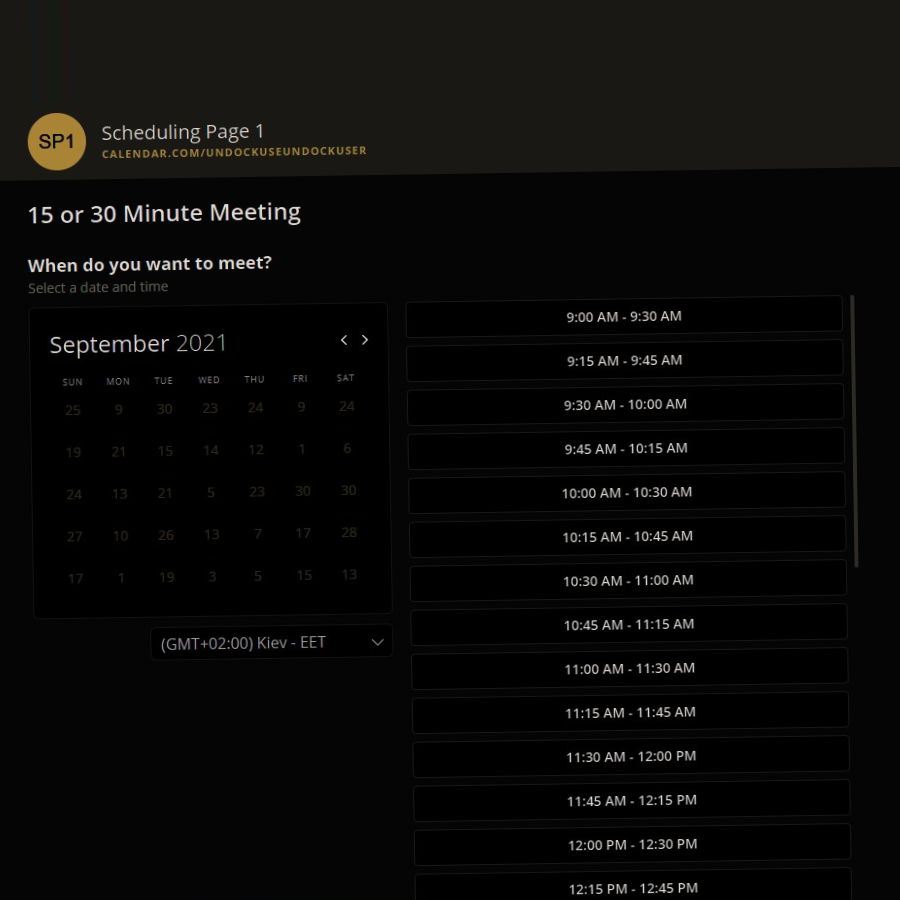 SP1
Scheduling Page 1
CALENDAR.COM/UNDOCKUSEUNDOCKUSER
15 or 30 Minute Meeting
When do you want to meet?
Select a date and time
September 2021
SUN MON TUE WED THU FRI SAT
25 9 30 23 24 9 24
19 21 15 14 12 1 6
24 13 21 5 23 30 30
27 10 26 13 7 17 28
17 1 19 3 5 15 13
(GMT+02:00) Kiev - EET
9:00 AM - 9:30 AM
9:15 AM - 9:45 AM
9:30 AM - 10:00 AM
9:45 AM - 10:15 AM
10:00 AM - 10:30 AM
10:15 AM - 10:45 AM
10:30 AM - 11:00 AM
10:45 AM - 11:15 AM
11:00 AM - 11:30 AM
11:15 AM - 11:45 AM
11:30 AM - 12:00 PM
11:45 AM - 12:15 PM
12:00 PM - 12:30 PM
12:15 PM - 12:45 PM